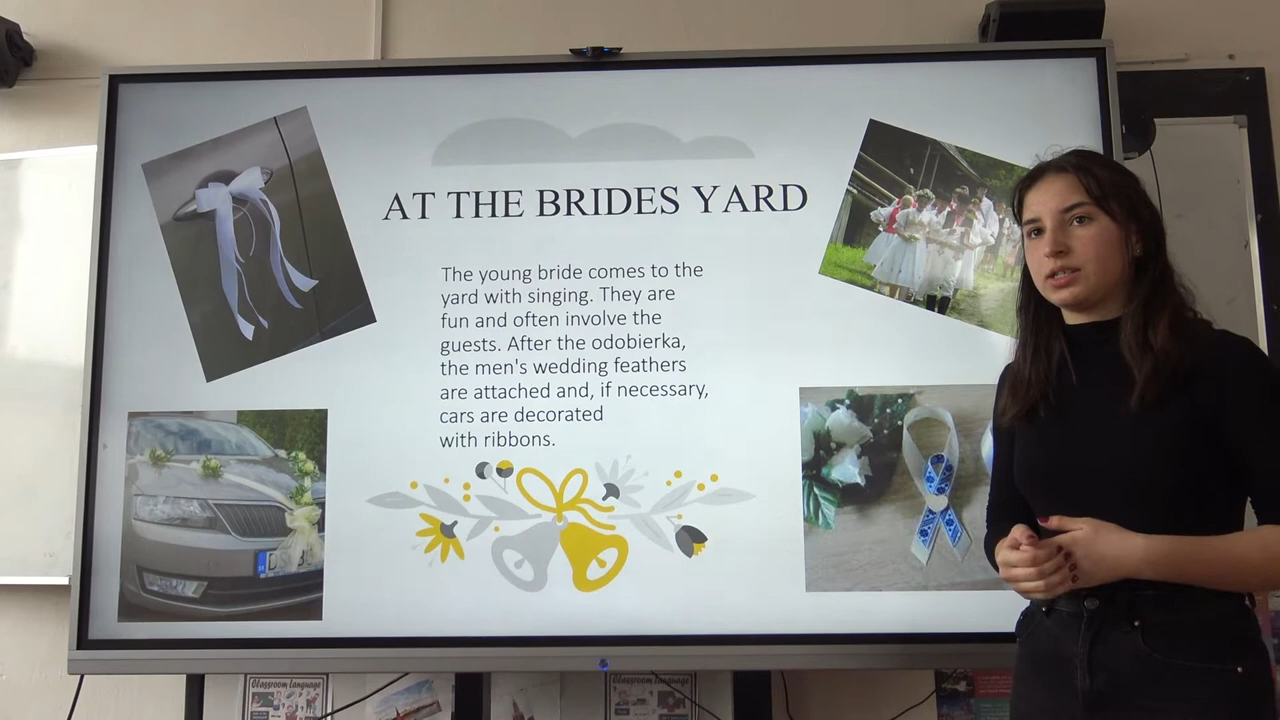 AT THE BRIDES YARD
The young bride comes to the
yard with singing. They are
fun and often involve the
guests. After the odobierka,
the men's wedding feathers
are attached and, if necessary,
cars are decorated
with ribbons.
Classroom Language
Classroom Language